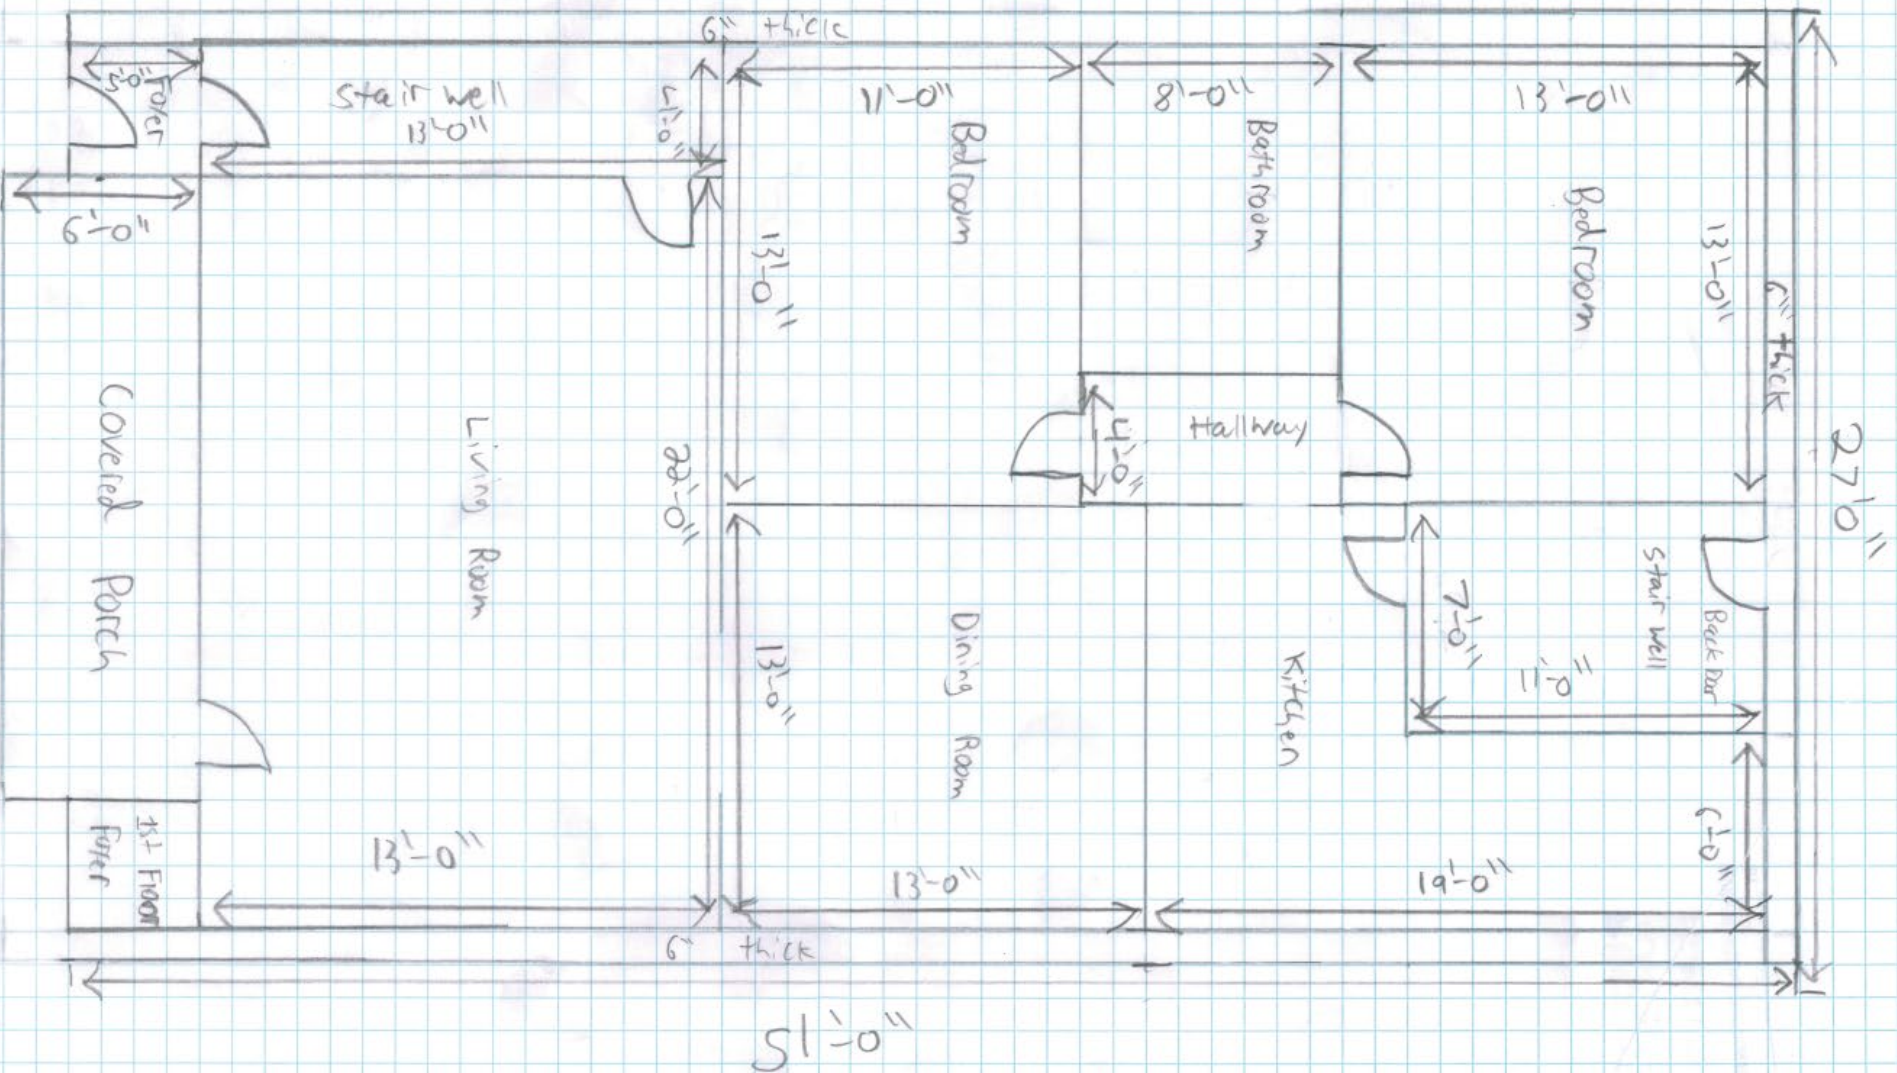 6" thick
5'-0"
Foyer
Stair well
13'-0"
11'-0"
8'-0"
13'-0"
6'-0"
Bedroom
Bathroom
Bedroom
13'-0"
13'-0"
6" thick
27'0"
Covered Porch
Living Room
22'-0"
4'-0"
Hallway
Dining Room
13'-0"
Kitchen
7'-0"
11'-0"
Stair well
Back Door
6'-0"
1st Floor
Foyer
13'-0"
13'-0"
19'-0"
6" thick
51'-0"